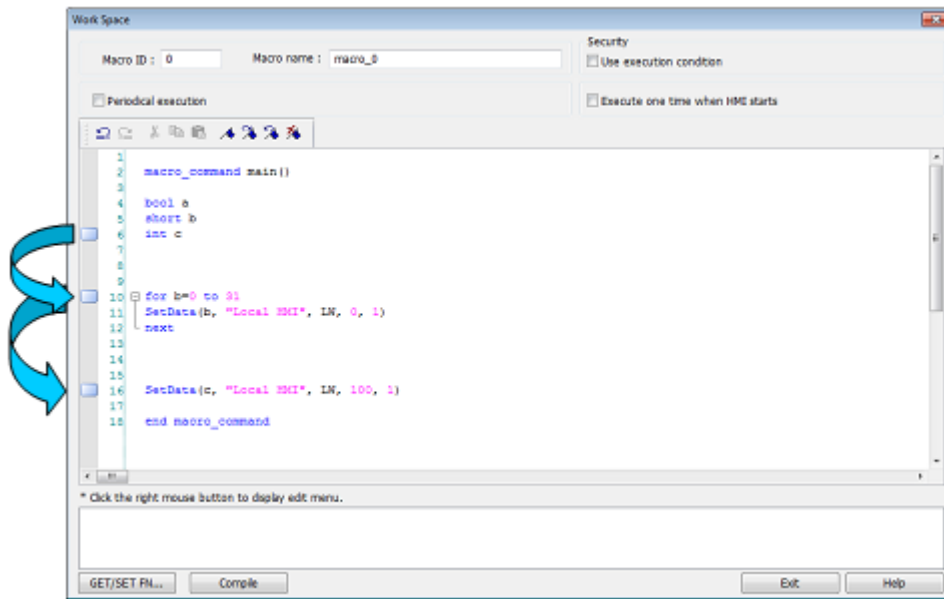 Work Space
Security
Macro ID : 0 Macro name : macro_0
Use execution condition
Periodical execution Execute one time when HMI starts
1
2 macro_command main()
3
4 bool a
5 short b
6 int c
7
8
9
10 for b=0 to 31
11 SetData(b, "Local HMI", LW, 0, 1)
12 next
13
14
15
16 SetData(c, "Local HMI", LW, 100, 1)
17
18 end macro_command
* Click the right mouse button to display edit menu.
GET/SET FN... Compile Exit Help